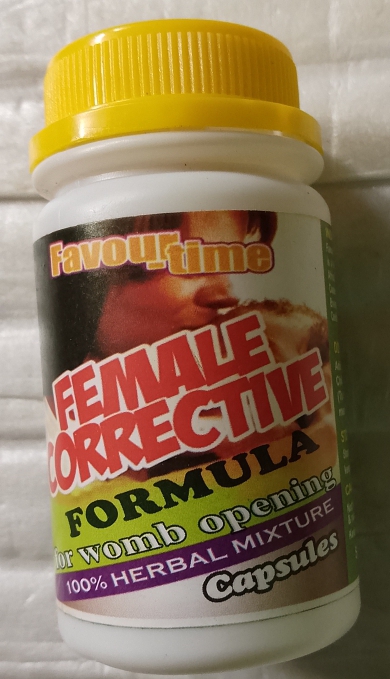 Favour time
FEMALE
CORRECTIVE
FORMULA
for womb opening
100% HERBAL MIXTURE
Capsules